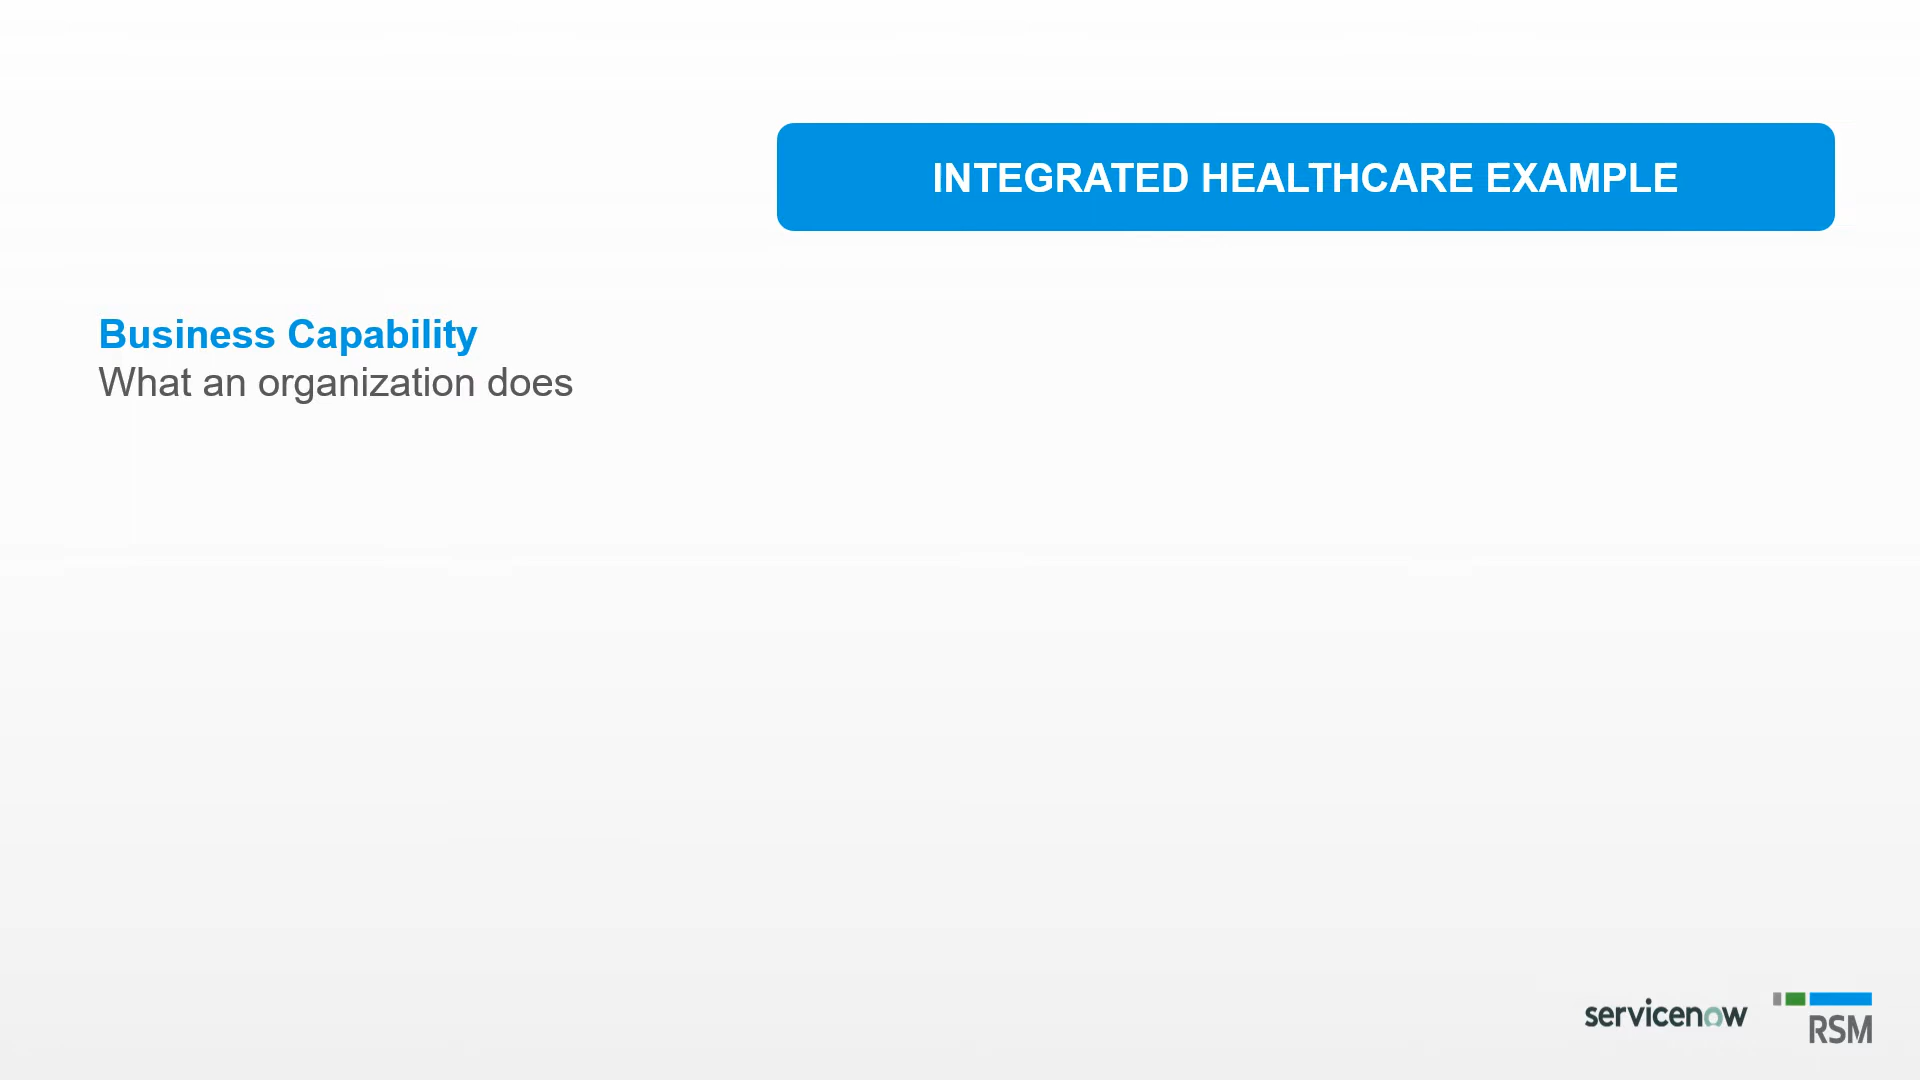 INTEGRATED HEALTHCARE EXAMPLE
Business Capability
What an organization does
servicenow
RSM